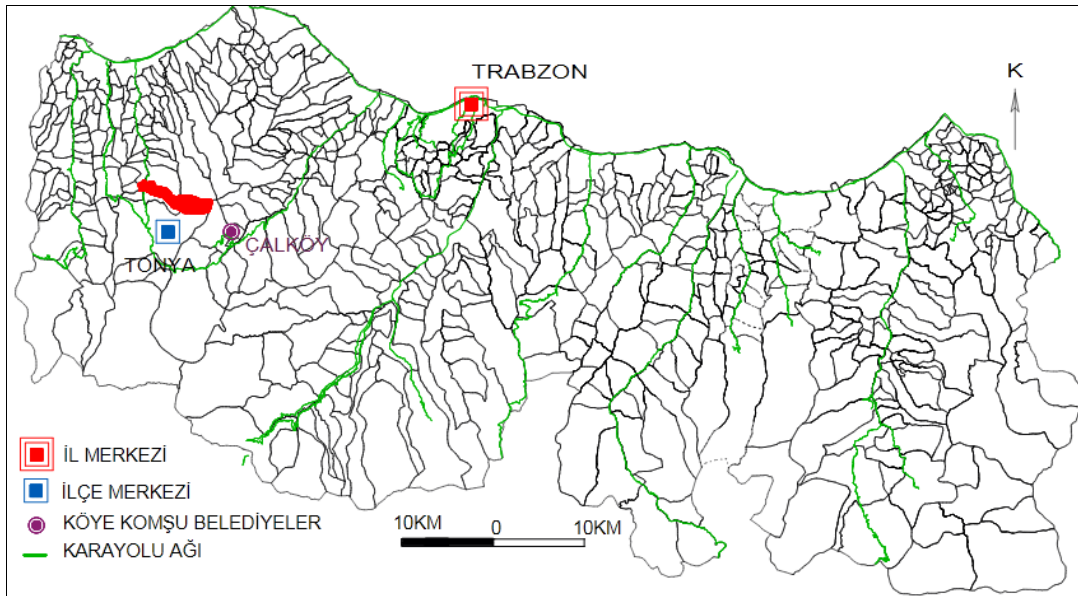 TRABZON
K
ÇALKÖY
TONYA
İL MERKEZİ
İLÇE MERKEZİ
KÖYE KOMŞU BELEDİYELER
KARAYOLU AĞI
10KM 0 10KM